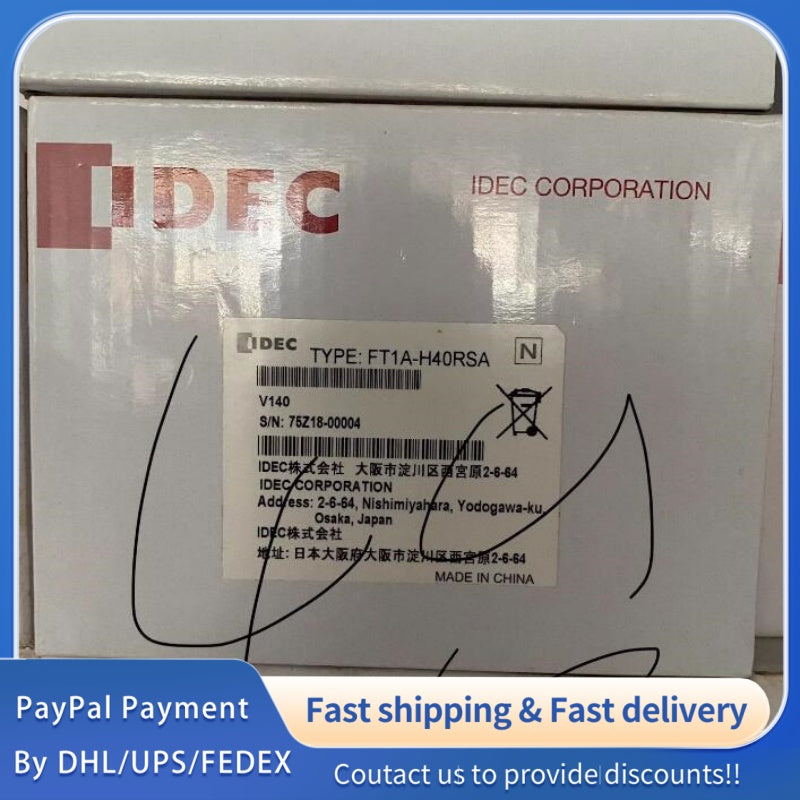 IDEC
IDEC CORPORATION
IDEC
TYPE: FT1A-H40RSA
N
V140
S/N: 75Z18-00004
IDEC株式会社 大阪市淀川区西宮原2-6-64
IDEC CORPORATION
Address: 2-6-64, Nishimiyahara, Yodogawa-ku,
Osaka, Japan
IDEC株式会社
地址: 日本大阪府大阪市淀川区西宮原2-6-64
MADE IN CHINA
PayPal Payment
By DHL/UPS/FEDEX
Fast shipping & Fast delivery
Coutact us to provide discounts!!